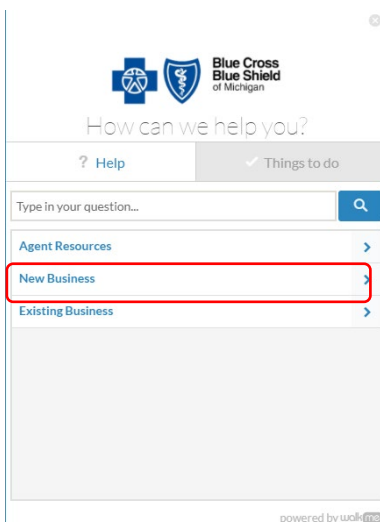 Blue Cross
Blue Shield
of Michigan
How can we help you?
? Help
✓ Things to do
Type in your question...
Agent Resources
New Business
Existing Business
powered by walkme